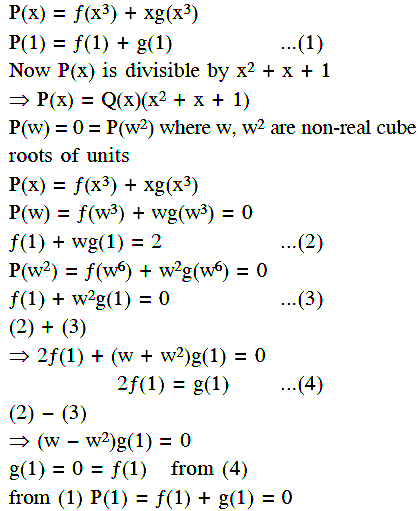 P(x) = f(x³) + xg(x³)
P(1) = f(1) + g(1) ...(1)
Now P(x) is divisible by x² + x + 1
⇒ P(x) = Q(x)(x² + x + 1)
P(w) = 0 = P(w²) where w, w² are non-real cube
roots of units
P(x) = f(x³) + xg(x³)
P(w) = f(w³) + wg(w³) = 0
f(1) + wg(1) = 2 ...(2)
P(w²) = f(w⁶) + w²g(w⁶) = 0
f(1) + w²g(1) = 0 ...(3)
(2) + (3)
⇒ 2f(1) + (w + w²)g(1) = 0
2f(1) = g(1) ...(4)
(2) − (3)
⇒ (w − w²)g(1) = 0
g(1) = 0 = f(1) from (4)
from (1) P(1) = f(1) + g(1) = 0